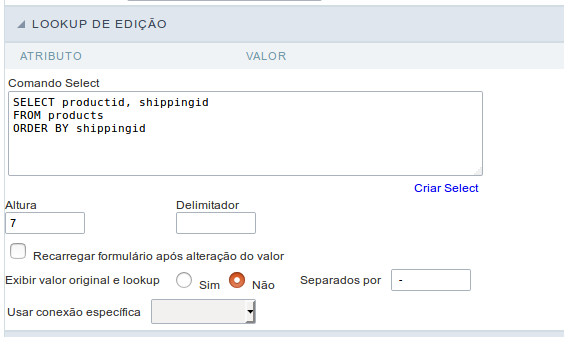 LOOKUP DE EDIÇÃO
ATRIBUTO VALOR
Comando Select
SELECT productid, shippingid
FROM products
ORDER BY shippingid
Criar Select
Altura Delimitador
7
Recarregar formulário após alteração do valor
Exibir valor original e lookup Sim Não Separados por -
Usar conexão específica